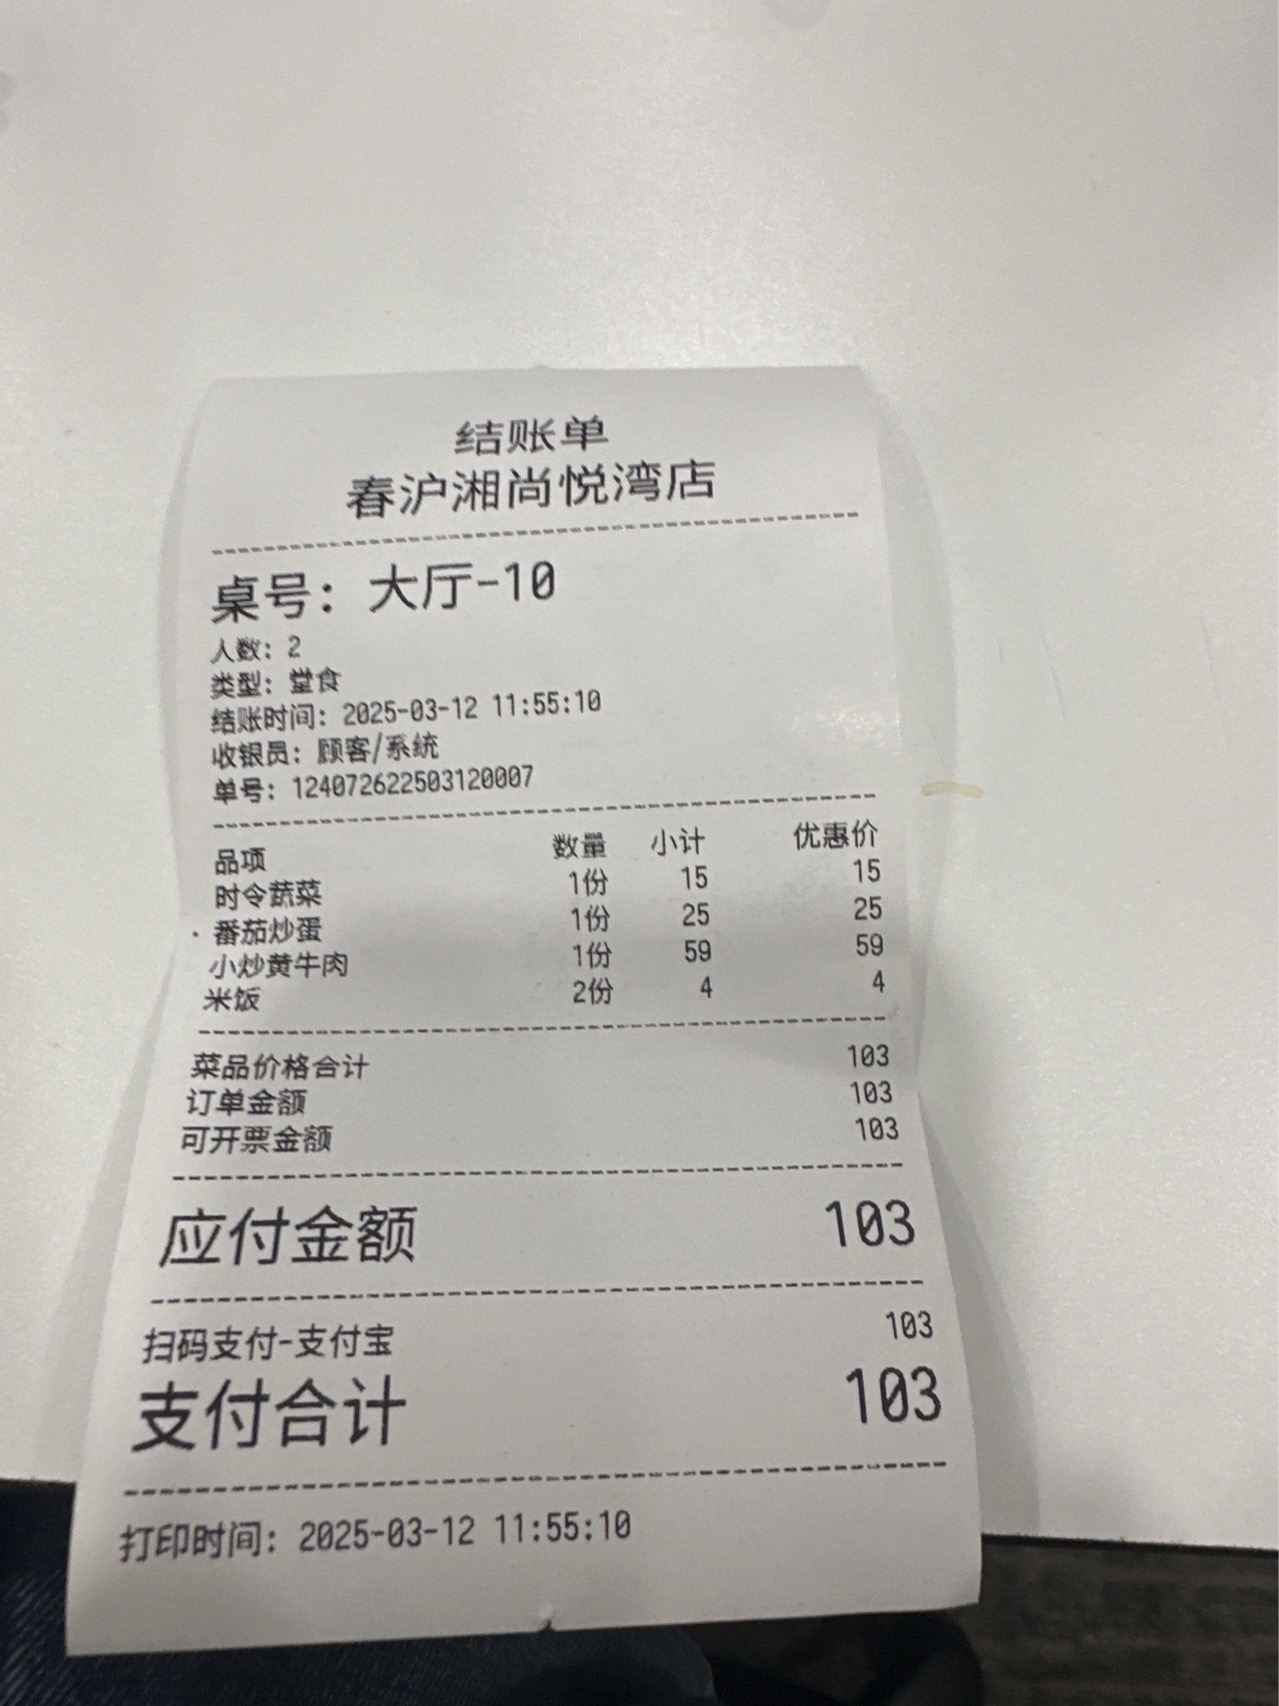 结账单
春沪湘尚悦湾店
桌号：大厅-10
人数：2
类型：堂食
结账时间：2025-03-12 11:55:10
收银员：顾客/系统
单号：124072622503120007
品项 数量 小计 优惠价
时令蔬菜 1份 15 15
番茄炒蛋 1份 25 25
小炒黄牛肉 1份 59 59
米饭 2份 4 4
菜品价格合计 103
订单金额 103
可开票金额 103
应付金额 103
扫码支付-支付宝 103
支付合计 103
打印时间：2025-03-12 11:55:10